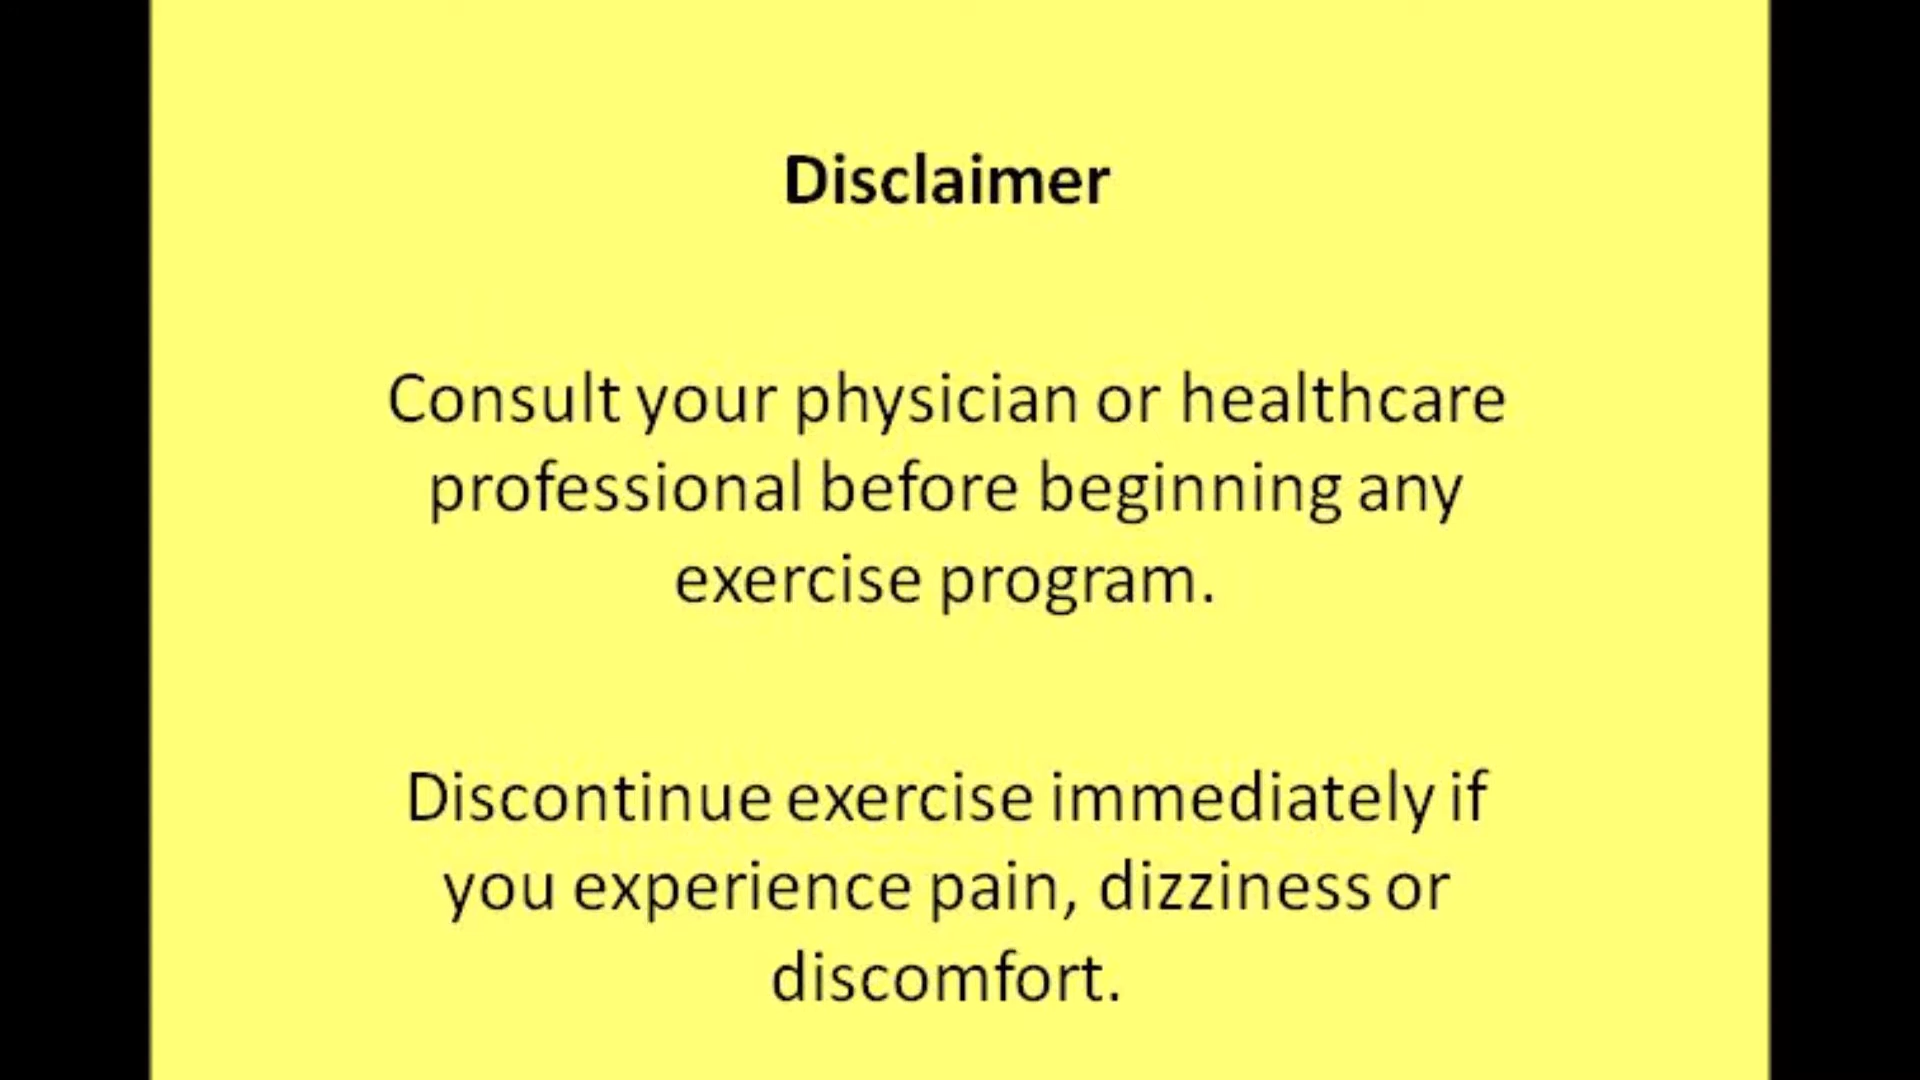 Disclaimer
Consult your physician or healthcare
professional before beginning any
exercise program.
Discontinue exercise immediately if
you experience pain, dizziness or
discomfort.